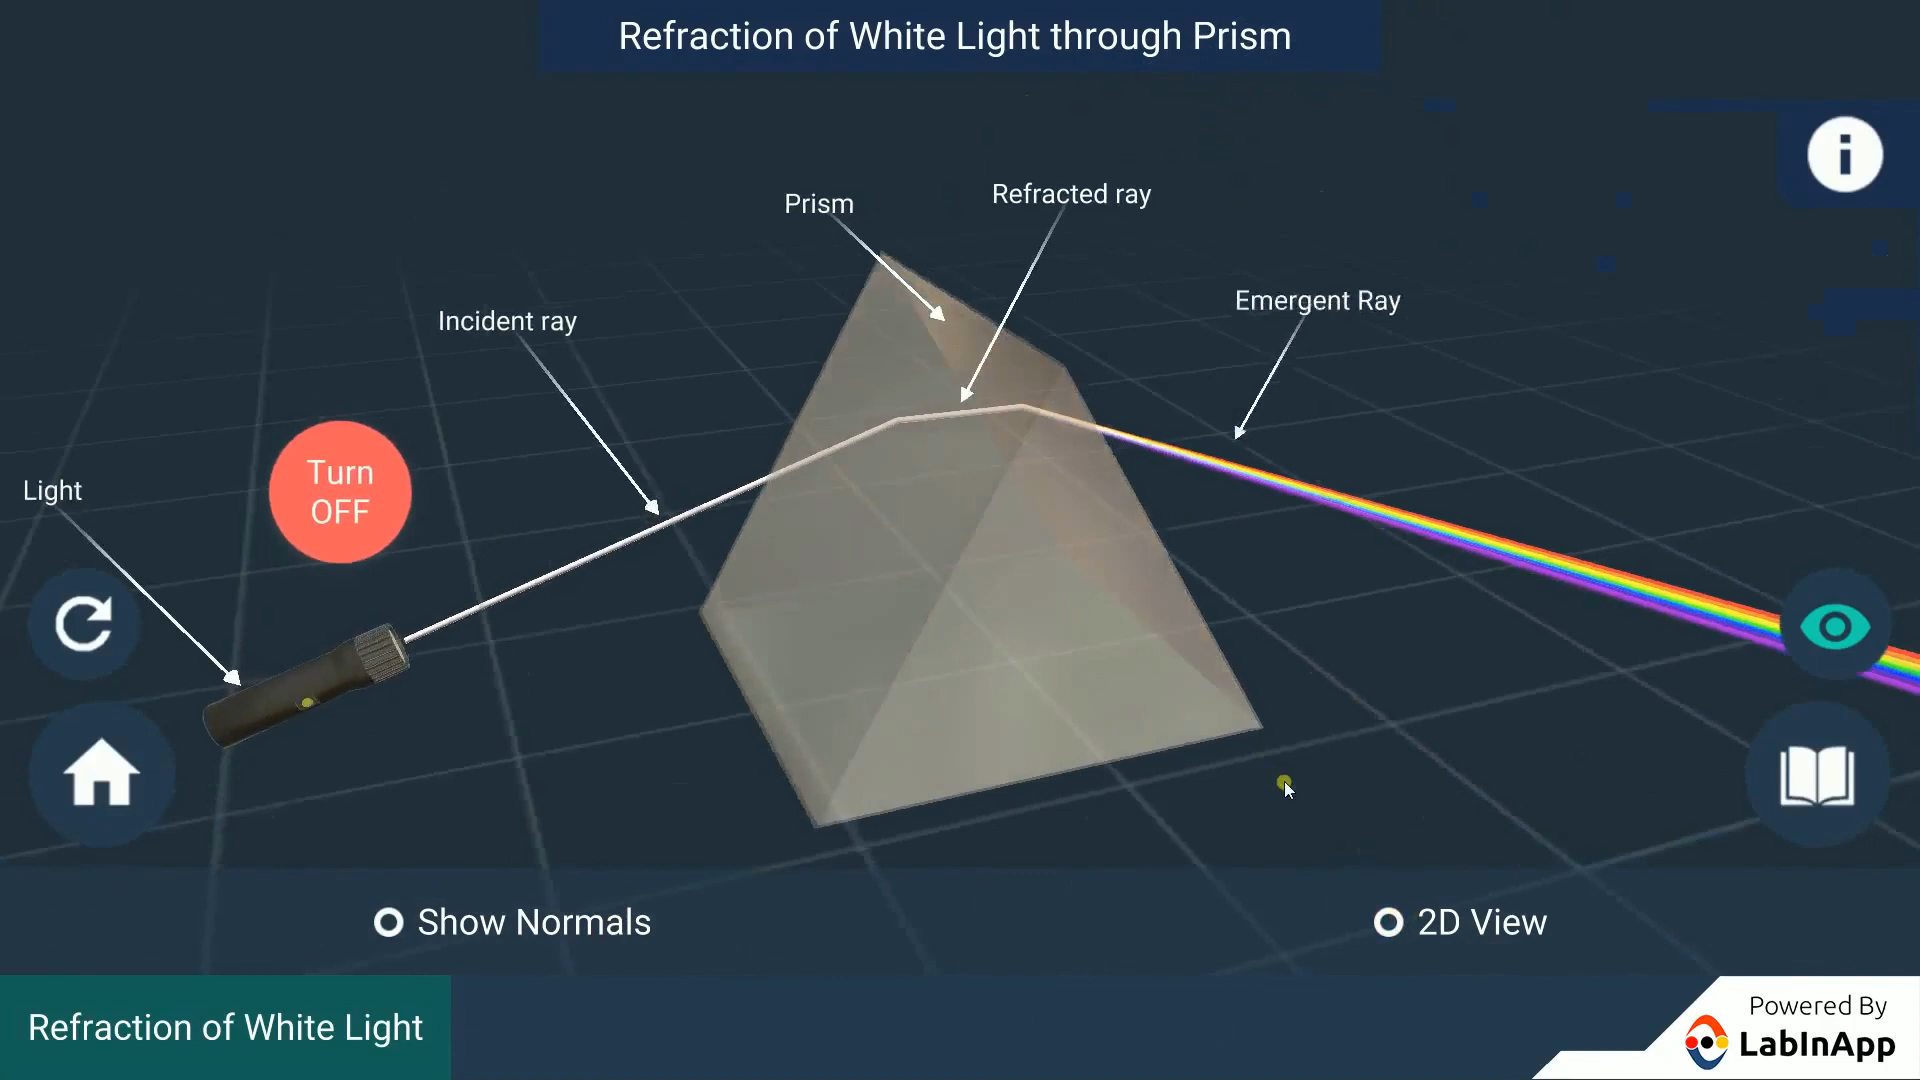 Refraction of White Light through Prism
Prism
Refracted ray
Emergent Ray
Incident ray
Light
Turn
OFF
Show Normals
2D View
Refraction of White Light
Powered By
LabInApp